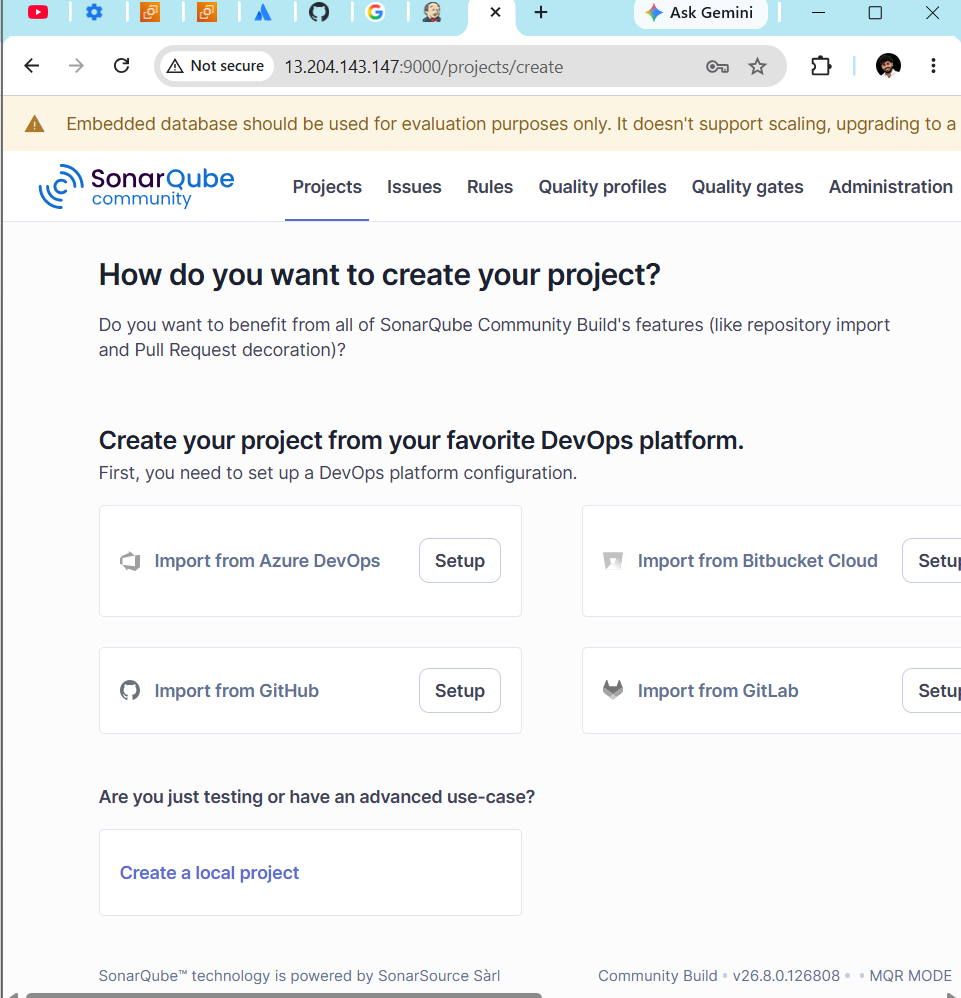 Ask Gemini
Not secure
13.204.143.147:9000/projects/create
Embedded database should be used for evaluation purposes only. It doesn't support scaling, upgrading to a
SonarQube
community
Projects
Issues
Rules
Quality profiles
Quality gates
Administration
How do you want to create your project?
Do you want to benefit from all of SonarQube Community Build's features (like repository import
and Pull Request decoration)?
Create your project from your favorite DevOps platform.
First, you need to set up a DevOps platform configuration.
Import from Azure DevOps
Setup
Import from Bitbucket Cloud
Setup
Import from GitHub
Setup
Import from GitLab
Setup
Are you just testing or have an advanced use-case?
Create a local project
SonarQube™ technology is powered by SonarSource Sàrl
Community Build • v26.8.0.126808 • • MQR MODE